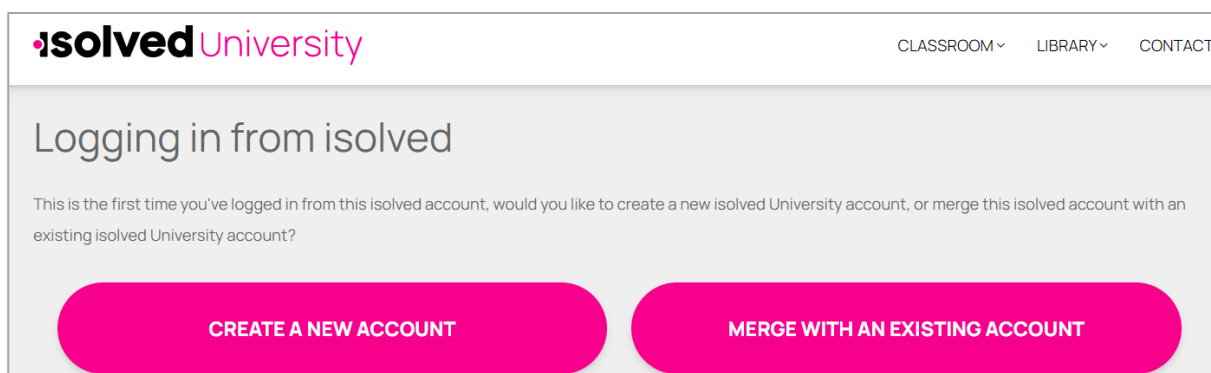 isolved University
CLASSROOM LIBRARY CONTACT
Logging in from isolved
This is the first time you've logged in from this isolved account, would you like to create a new isolved University account, or merge this isolved account with an
existing isolved University account?
CREATE A NEW ACCOUNT MERGE WITH AN EXISTING ACCOUNT